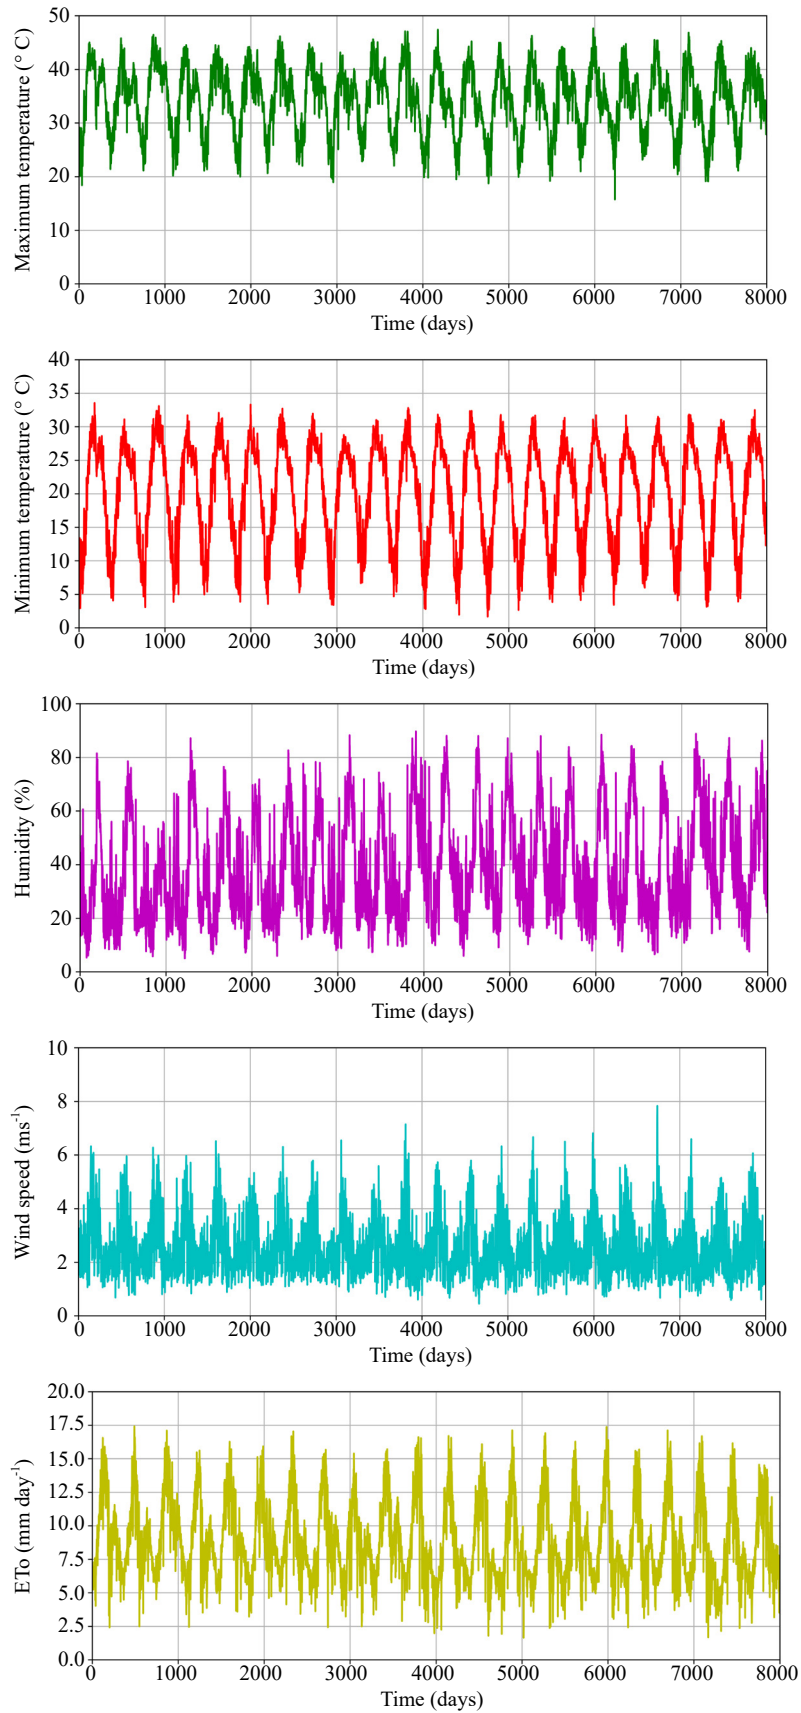 Maximum temperature (° C)
50
40
30
20
10
0
0 1000 2000 3000 4000 5000 6000 7000 8000
Time (days)
Minimum temperature (° C)
40
35
30
25
20
15
10
5
0
0 1000 2000 3000 4000 5000 6000 7000 8000
Time (days)
Humidity (%)
100
80
60
40
20
0
0 1000 2000 3000 4000 5000 6000 7000 8000
Time (days)
Wind speed (ms⁻¹)
10
8
6
4
2
0
0 1000 2000 3000 4000 5000 6000 7000 8000
Time (days)
ETo (mm day⁻¹)
20.0
17.5
15.0
12.5
10.0
7.5
5.0
2.5
0.0
0 1000 2000 3000 4000 5000 6000 7000 8000
Time (days)